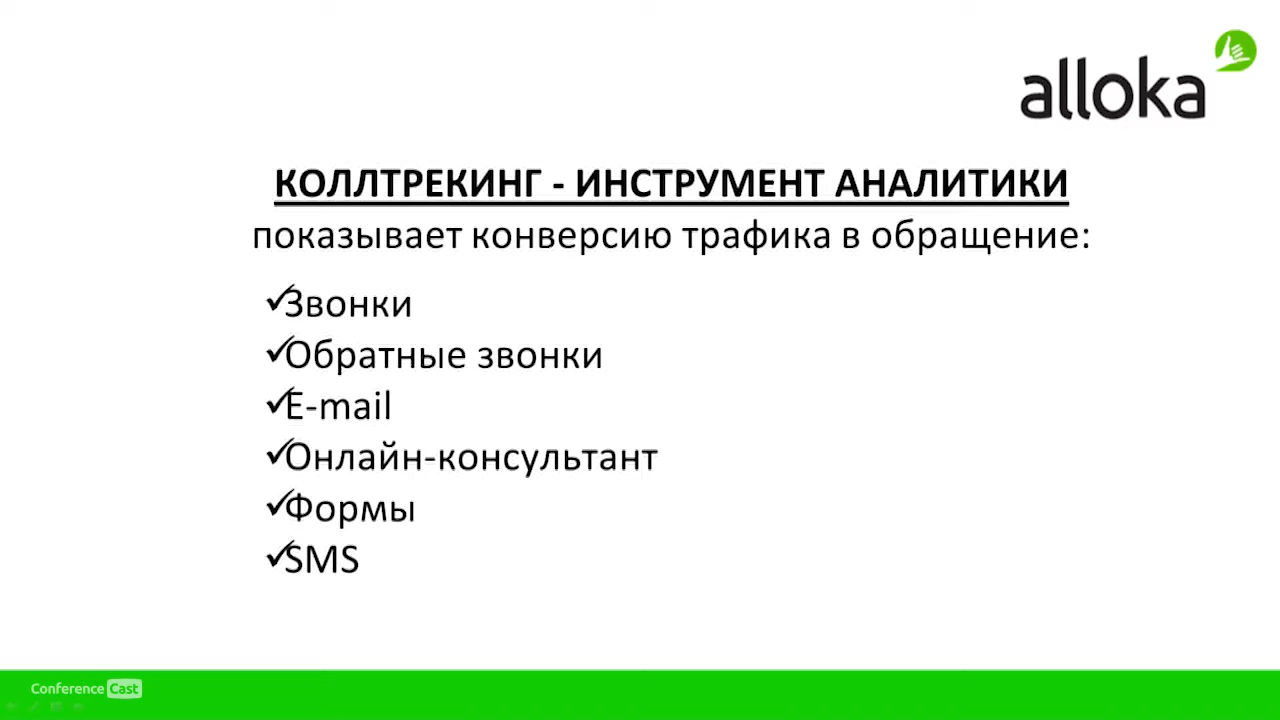 alloka
КОЛЛТРЕКИНГ - ИНСТРУМЕНТ АНАЛИТИКИ
показывает конверсию трафика в обращение:
Звонки
Обратные звонки
E-mail
Онлайн-консультант
Формы
SMS
Conference Cast